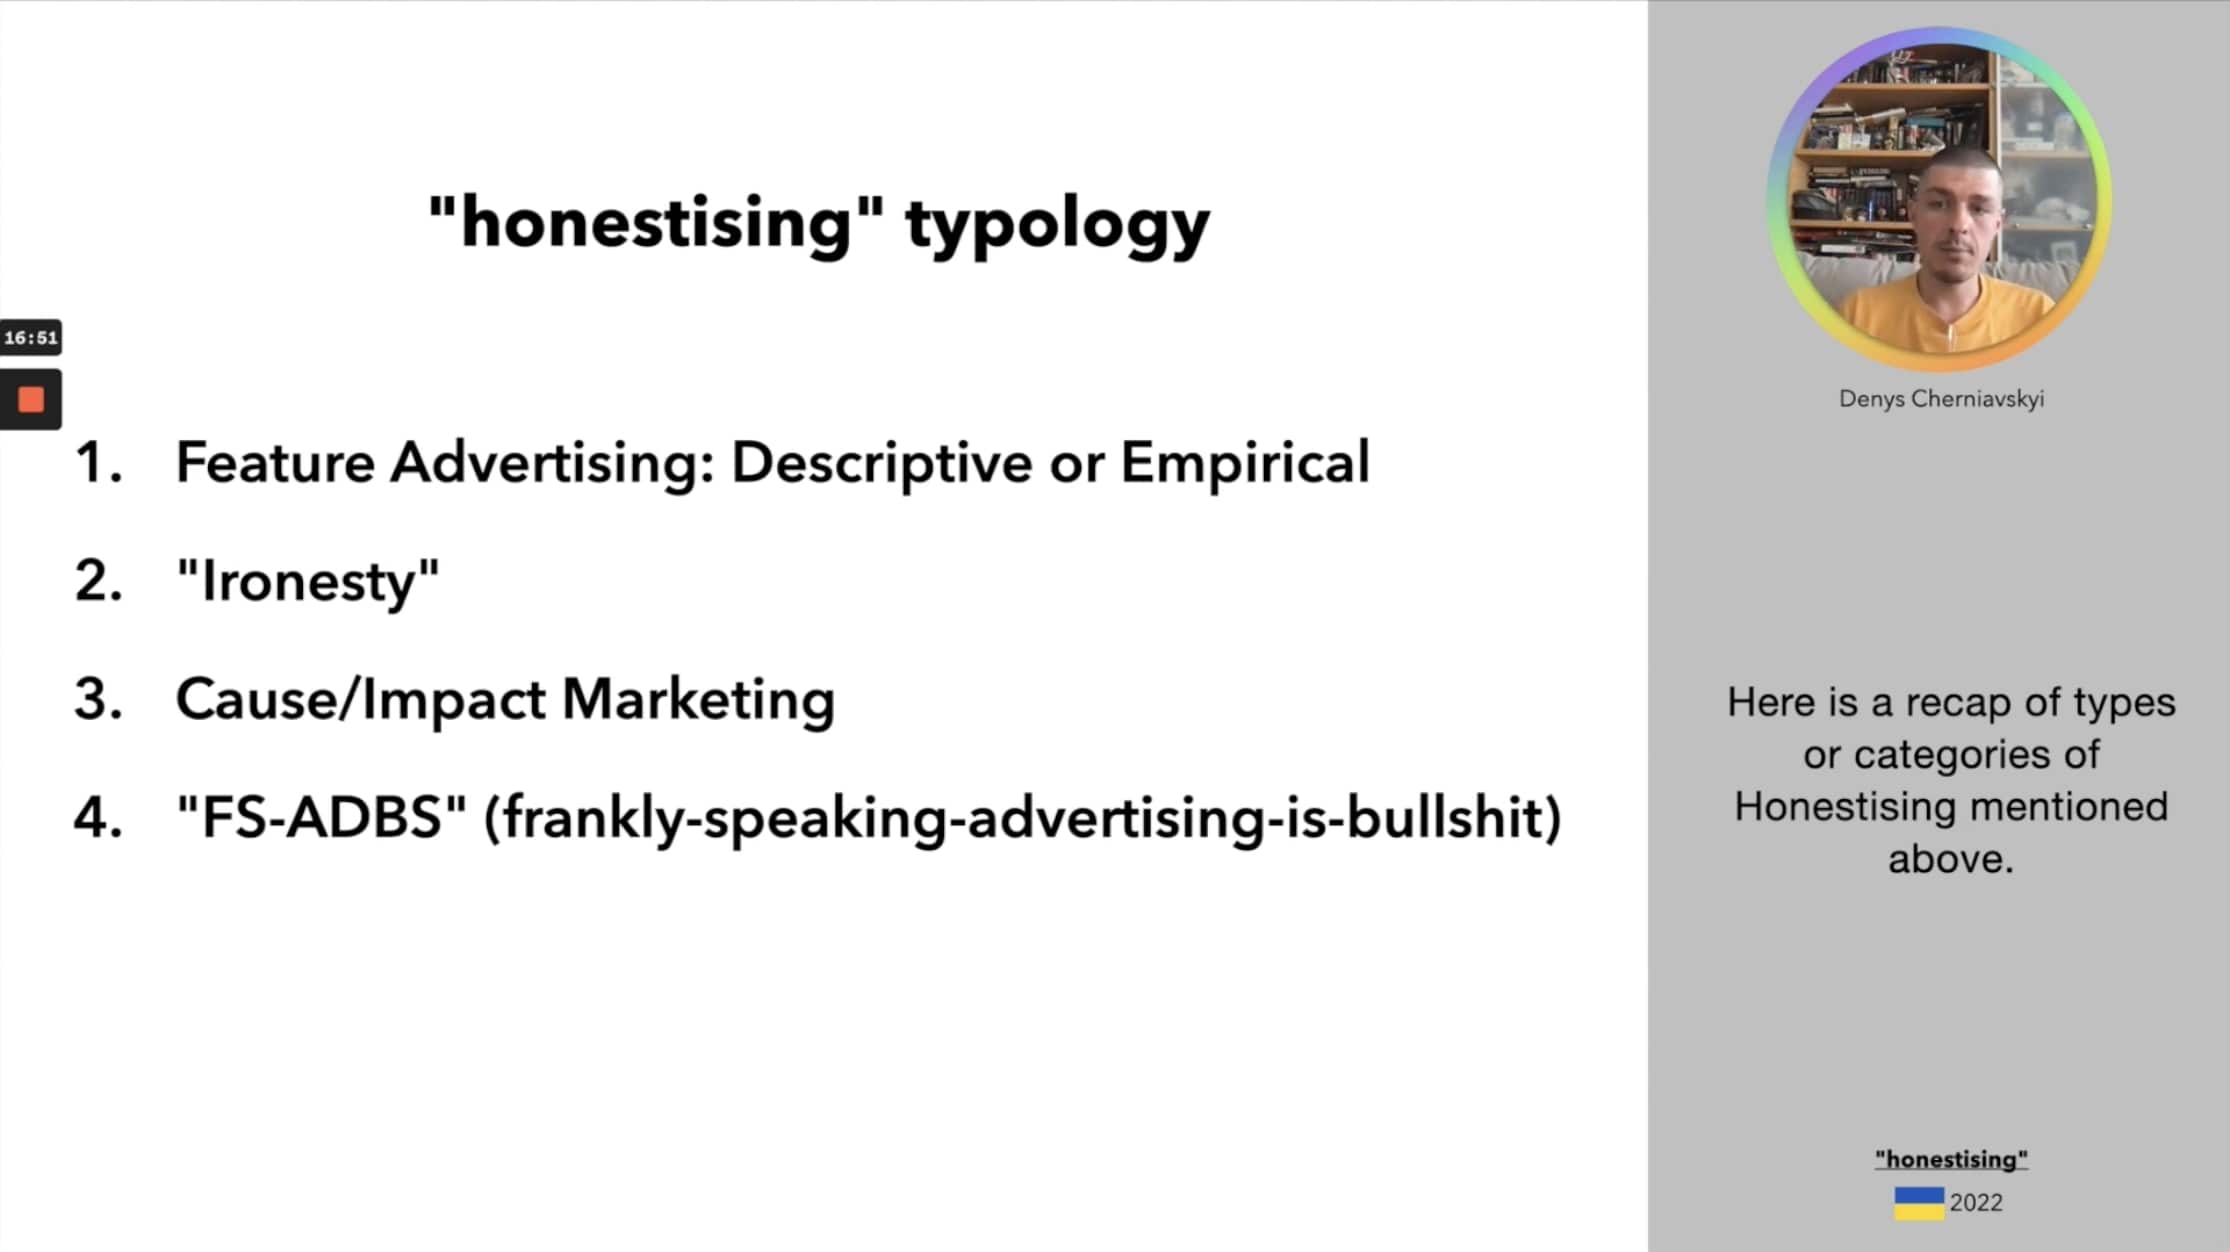 "honestising" typology
16:51
1. Feature Advertising: Descriptive or Empirical
2. "Ironesty"
3. Cause/Impact Marketing
4. "FS-ADBS" (frankly-speaking-advertising-is-bullshit)
Denys Cherniavskyi
Here is a recap of types
or categories of
Honestising mentioned
above.
"honestising"
2022